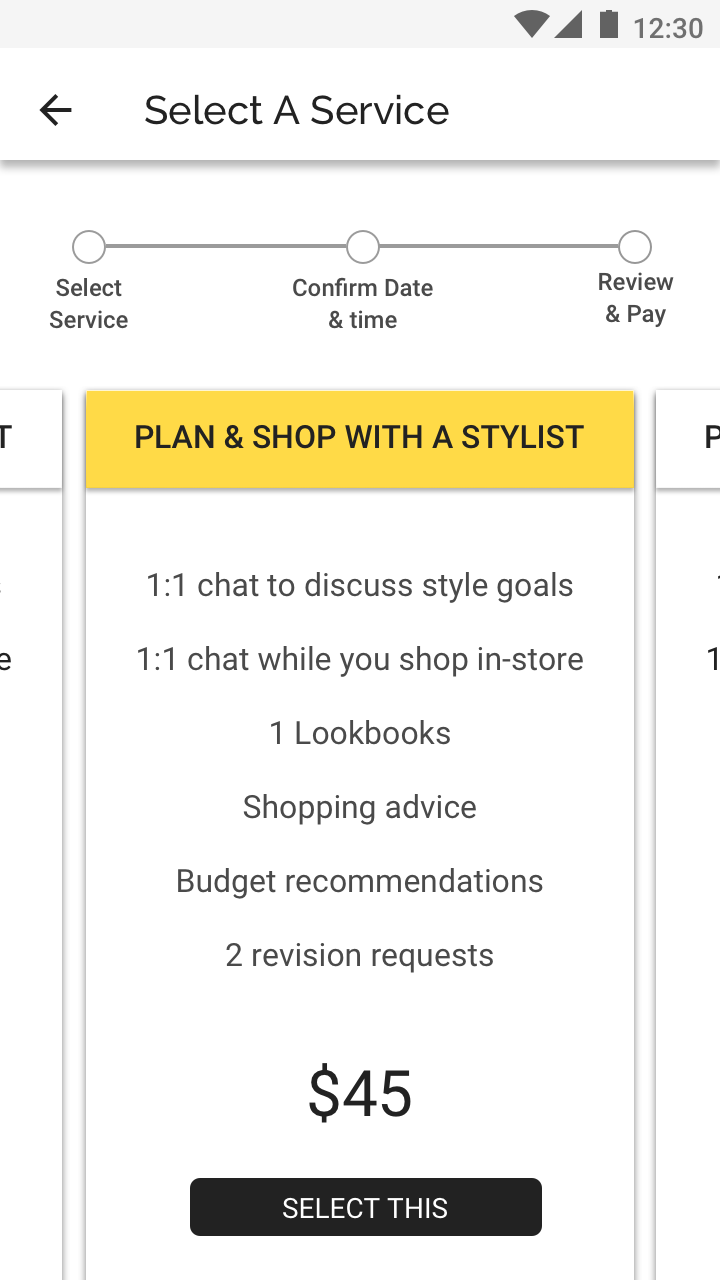 12:30
Select A Service
Select
Service
Confirm Date
& time
Review
& Pay
PLAN & SHOP WITH A STYLIST
1:1 chat to discuss style goals
1:1 chat while you shop in-store
1 Lookbooks
Shopping advice
Budget recommendations
2 revision requests
$45
SELECT THIS